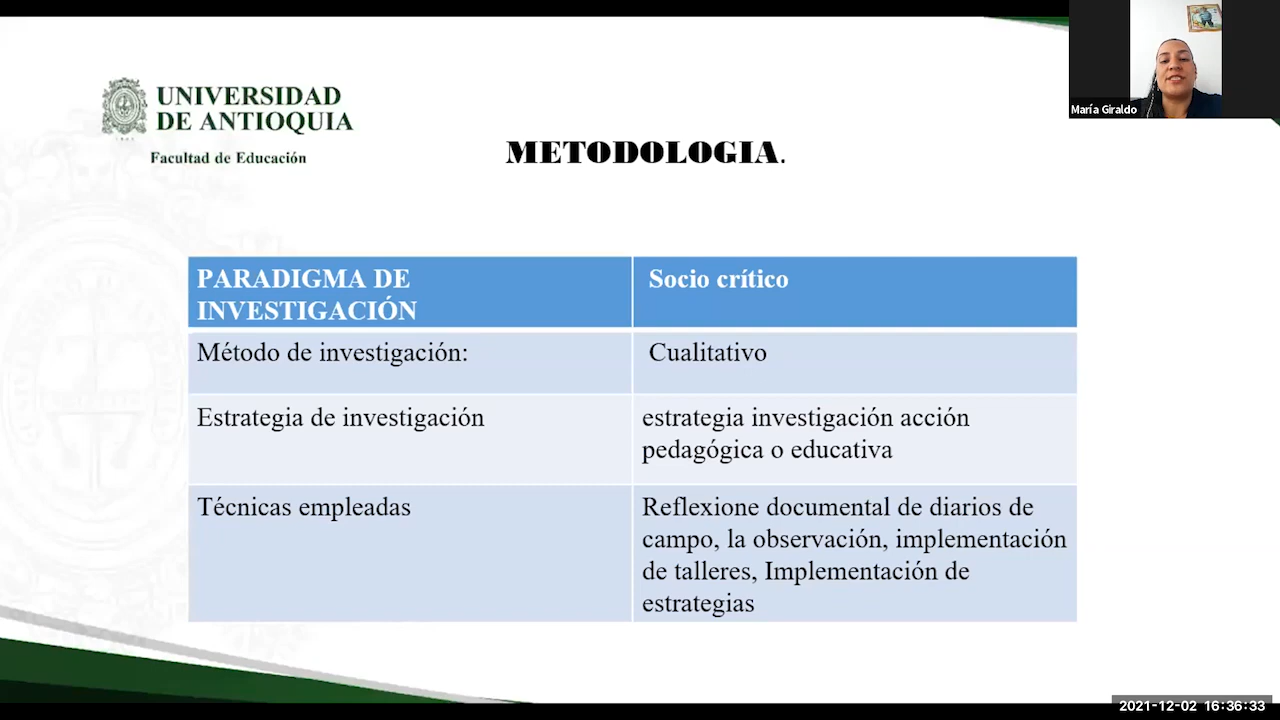 UNIVERSIDAD
DE ANTIOQUIA
1803
Facultad de Educación
María Giraldo
METODOLOGIA.
PARADIGMA DE
INVESTIGACIÓN
Socio crítico
Método de investigación:
Cualitativo
Estrategia de investigación
estrategia investigación acción
pedagógica o educativa
Técnicas empleadas
Reflexione documental de diarios de
campo, la observación, implementación
de talleres, Implementación de
estrategias
2021-12-02 16:36:33